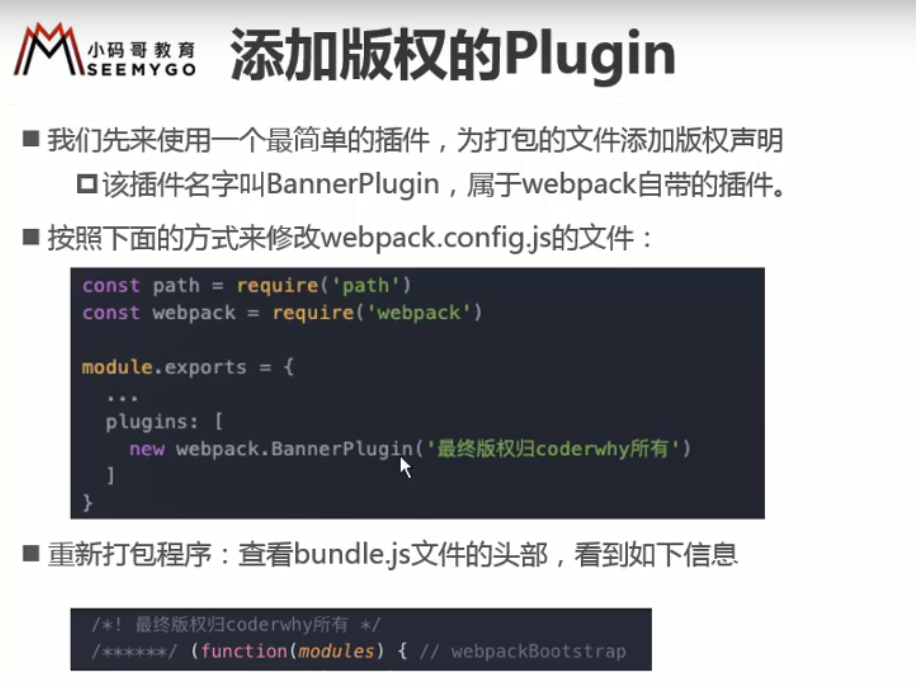 小码哥教育
SEEMYGO
添加版权的Plugin
我们先来使用一个最简单的插件，为打包的文件添加版权声明
该插件名字叫BannerPlugin，属于webpack自带的插件。
按照下面的方式来修改webpack.config.js的文件：
const path = require('path')
const webpack = require('webpack')
module.exports = {
...
plugins: [
new webpack.BannerPlugin('最终版权归coderwhy所有')
]
}
重新打包程序：查看bundle.js文件的头部，看到如下信息
/*! 最终版权归coderwhy所有 */
/******/ (function(modules) { // webpackBootstrap